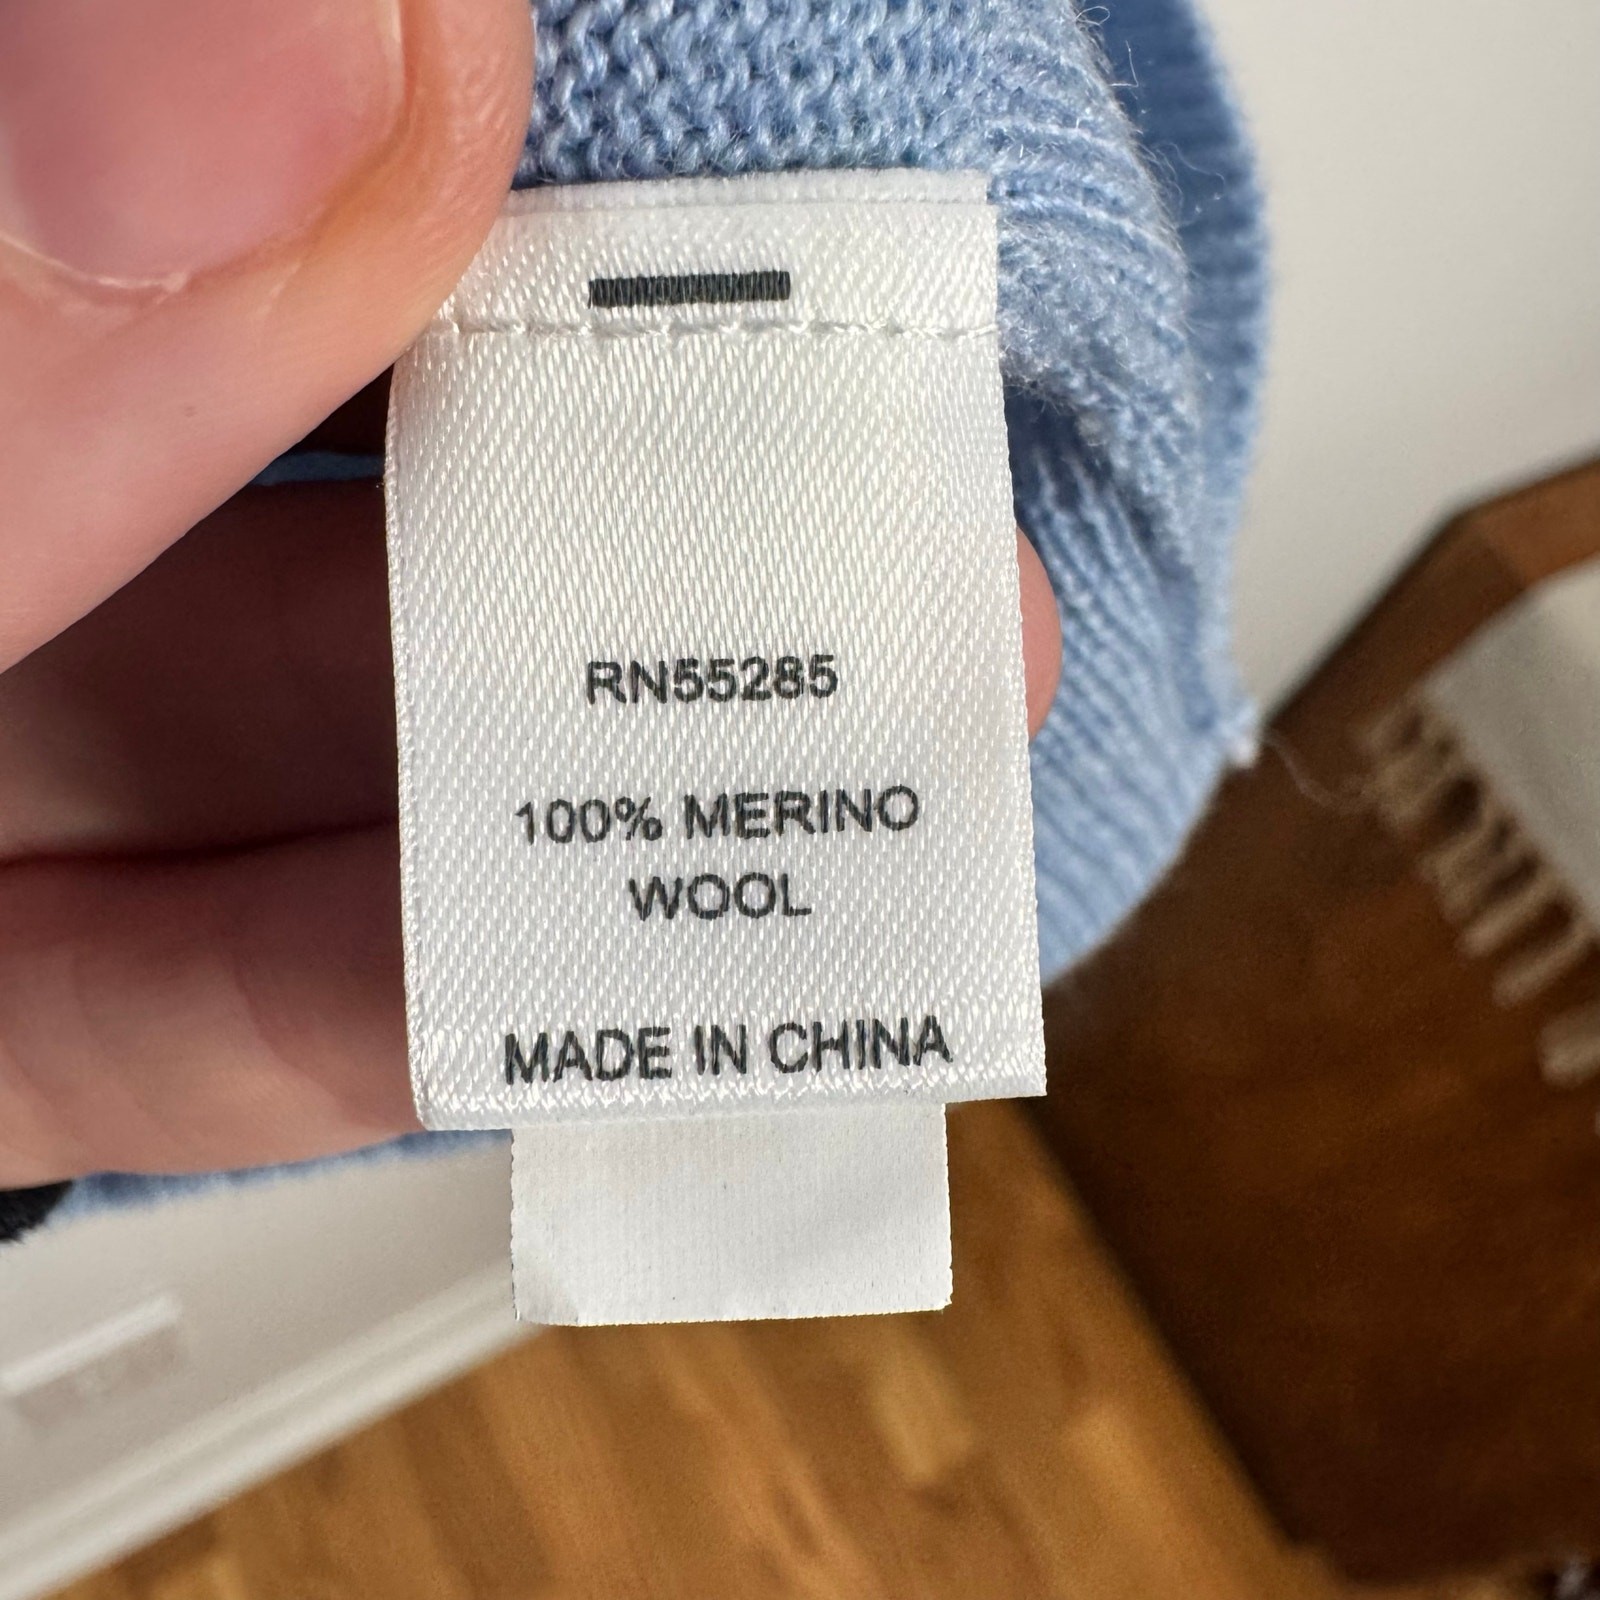 RN55285
100% MERINO
WOOL
MADE IN CHINA